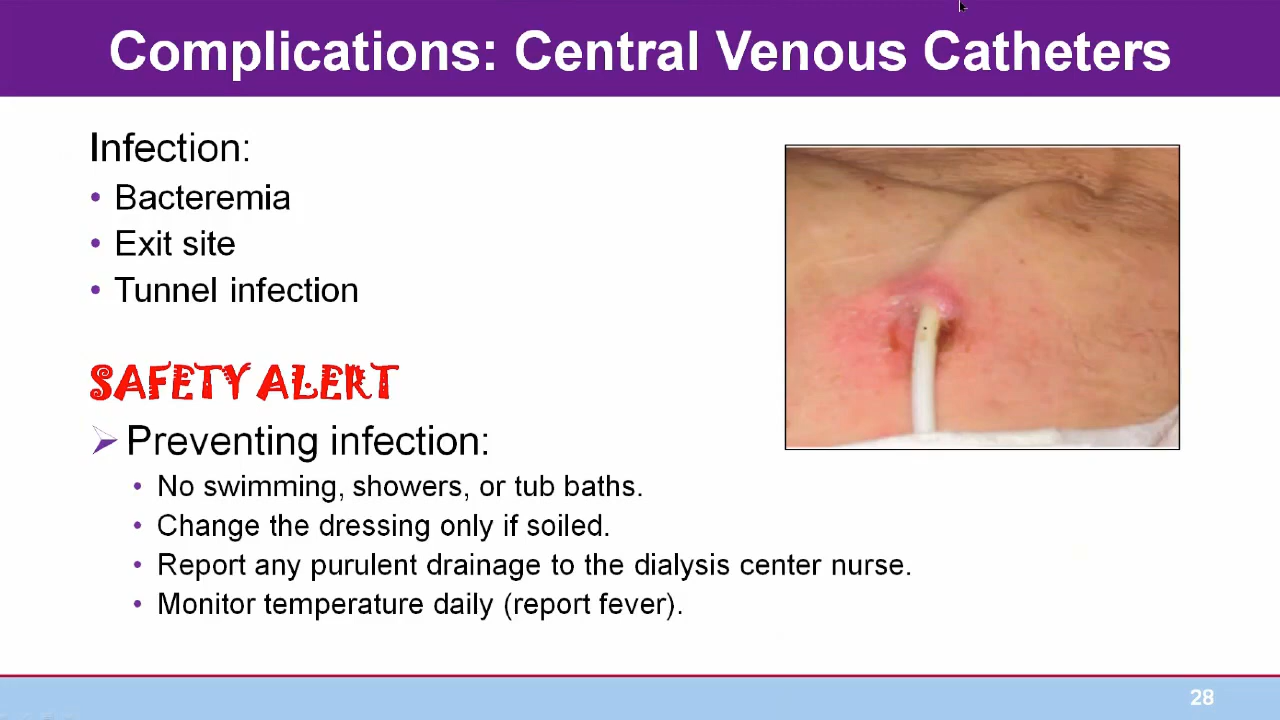 Complications: Central Venous Catheters
Infection:
• Bacteremia
• Exit site
• Tunnel infection
SAFETY ALERT
➢ Preventing infection:
• No swimming, showers, or tub baths.
• Change the dressing only if soiled.
• Report any purulent drainage to the dialysis center nurse.
• Monitor temperature daily (report fever).
28